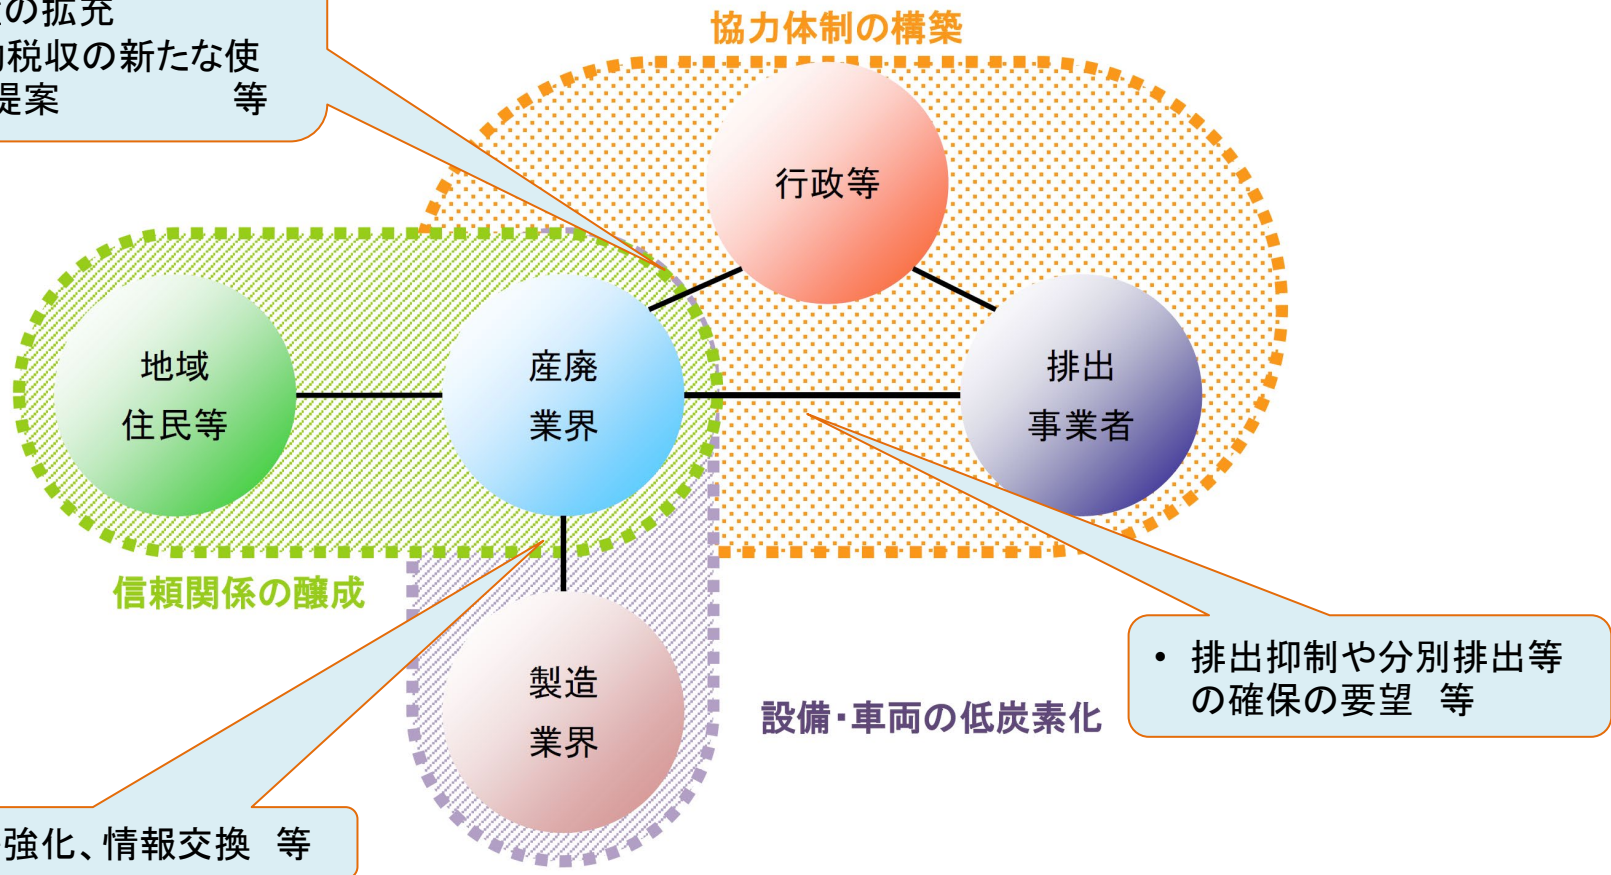 の拡充
税収の新たな使
提案 等
協力体制の構築
行政等
地域
住民等
産廃
業界
排出
事業者
信頼関係の醸成
製造
業界
設備・車両の低炭素化
• 排出抑制や分別排出等
の確保の要望 等
強化、情報交換 等